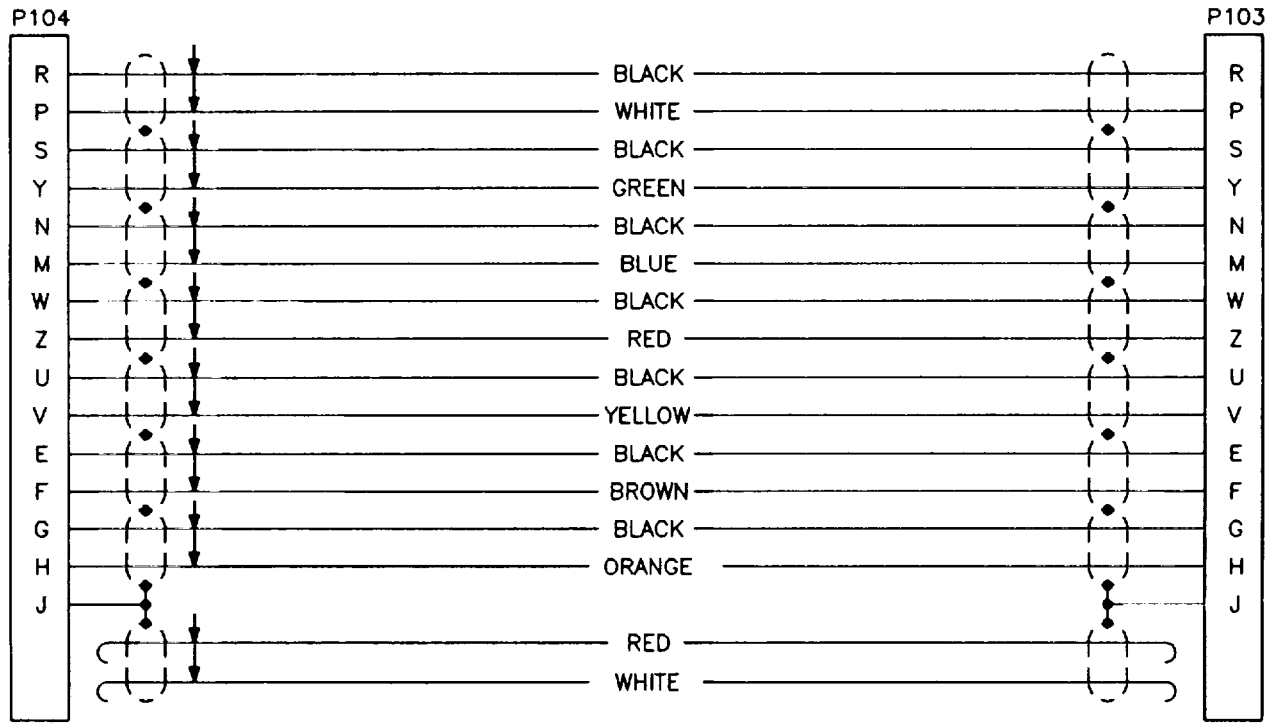 P104 P103
R BLACK R
P WHITE P
S BLACK S
Y GREEN Y
N BLACK N
M BLUE M
W BLACK W
Z RED Z
U BLACK U
V YELLOW V
E BLACK E
F BROWN F
G BLACK G
H ORANGE H
J J
RED
WHITE